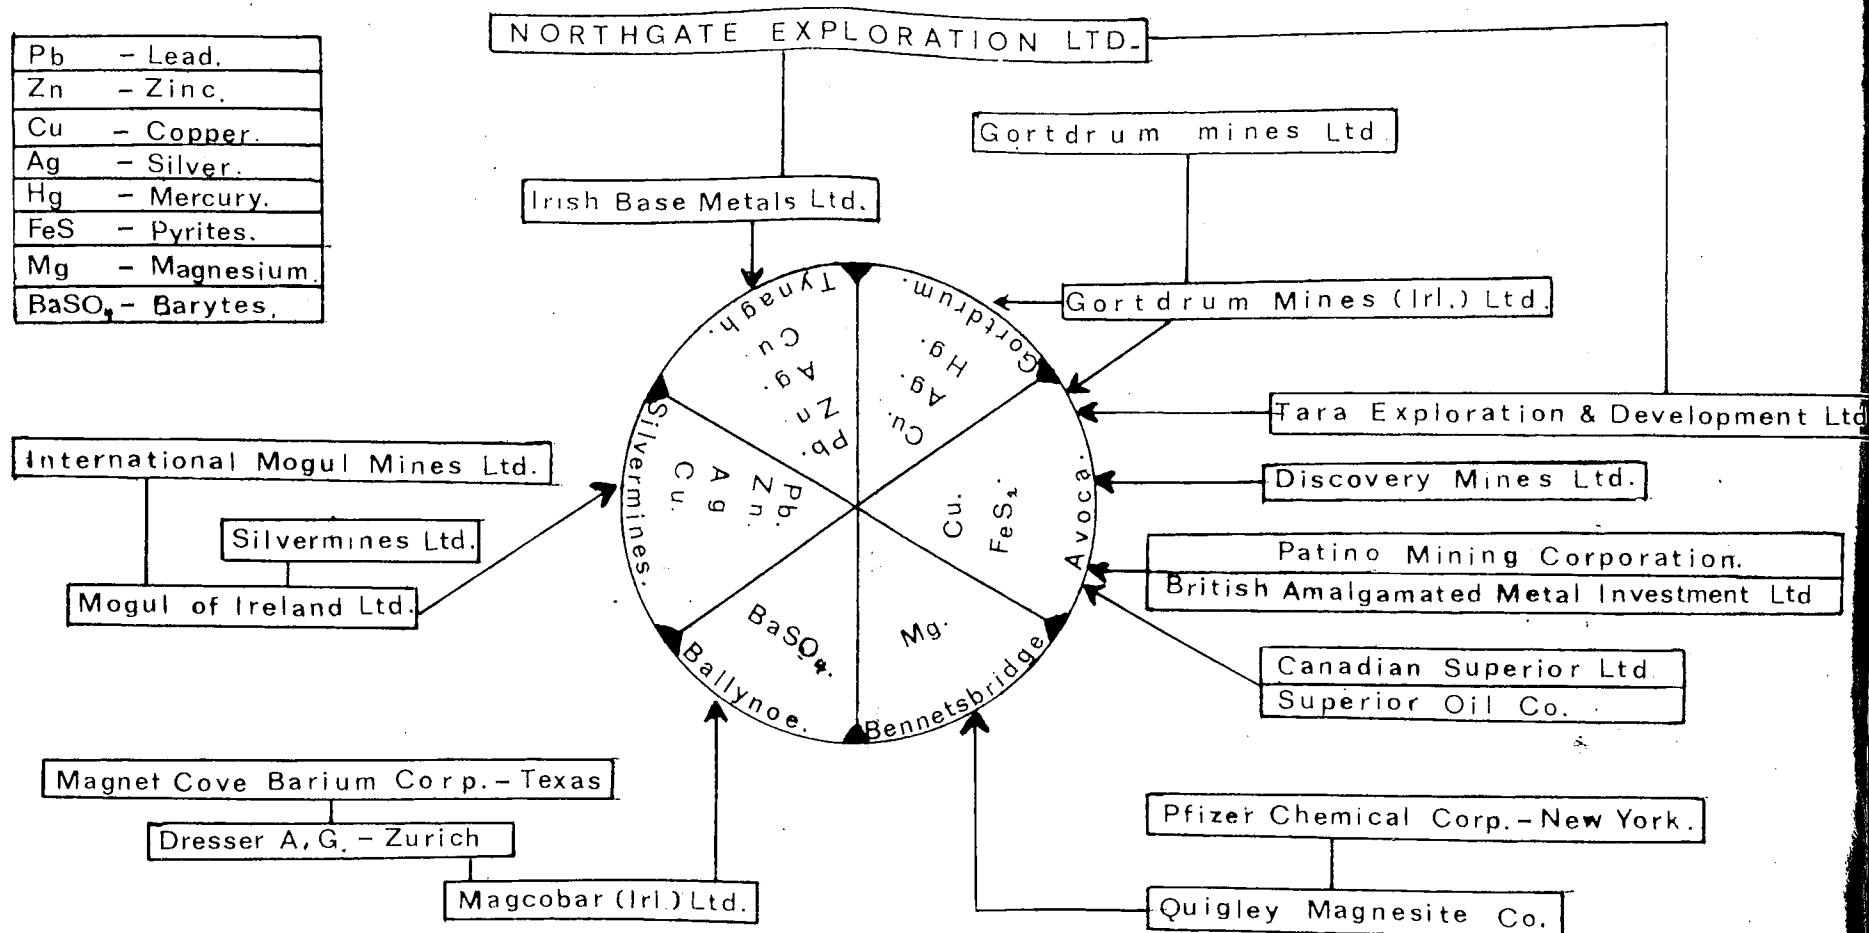 NORTHGATE EXPLORATION LTD.
Pb - Lead.
Zn - Zinc.
Cu - Copper.
Ag - Silver.
Hg - Mercury.
FeS - Pyrites.
Mg - Magnesium.
BaSO4 - Barytes.
Gortdrum mines Ltd
Irish Base Metals Ltd.
Gortdrum Mines (Irl.) Ltd.
Tynagh.
Cu
Ag.
Zn
Pb.
Gortdrum.
Hg.
Ag.
Cu.
Tara Exploration & Development Ltd
International Mogul Mines Ltd.
Silvermines Ltd.
Mogul of Ireland Ltd.
Silvermines.
Cu.
Ag
Zn.
Pb.
Avoca.
Cu.
FeS2.
Discovery Mines Ltd.
Patino Mining Corporation.
British Amalgamated Metal Investment Ltd
Canadian Superior Ltd
Superior Oil Co.
Ballynoe.
BaSO4.
Bennetsbridge
Mg.
Magnet Cove Barium Corp. - Texas
Dresser A.G. - Zurich
Magcobar (Irl.) Ltd.
Pfizer Chemical Corp. - New York.
Quigley Magnesite Co.